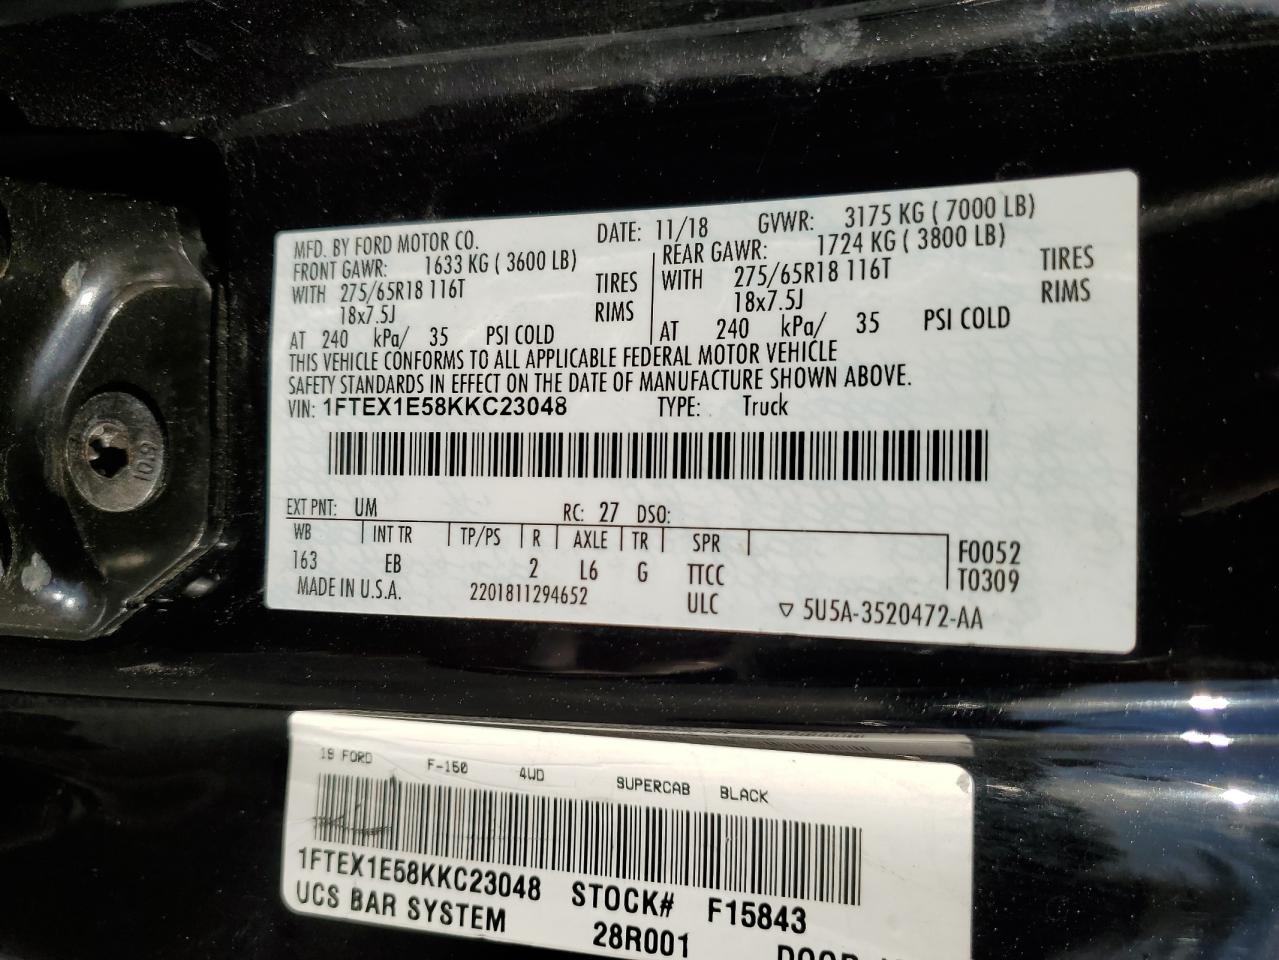 MFD. BY FORD MOTOR CO. DATE: 11/18 GVWR: 3175 KG ( 7000 LB)
FRONT GAWR: 1633 KG ( 3600 LB) REAR GAWR: 1724 KG ( 3800 LB)
WITH 275/65R18 116T TIRES WITH 275/65R18 116T TIRES
18x7.5J RIMS 18x7.5J RIMS
AT 240 kPa/ 35 PSI COLD AT 240 kPa/ 35 PSI COLD
THIS VEHICLE CONFORMS TO ALL APPLICABLE FEDERAL MOTOR VEHICLE
SAFETY STANDARDS IN EFFECT ON THE DATE OF MANUFACTURE SHOWN ABOVE.
VIN: 1FTEX1E58KKC23048 TYPE: Truck
EXT PNT: UM RC: 27 DSO:
WB INT TR TP/PS R AXLE TR SPR F0052
163 EB 2 L6 G TTCC T0309
MADE IN U.S.A. 2201811294652 ULC ▽ 5U5A-3520472-AA
10.9
19 FORD F-150 4WD SUPERCAB BLACK
1FTEX1E58KKC23048 STOCK# F15843
UCS BAR SYSTEM 28R001